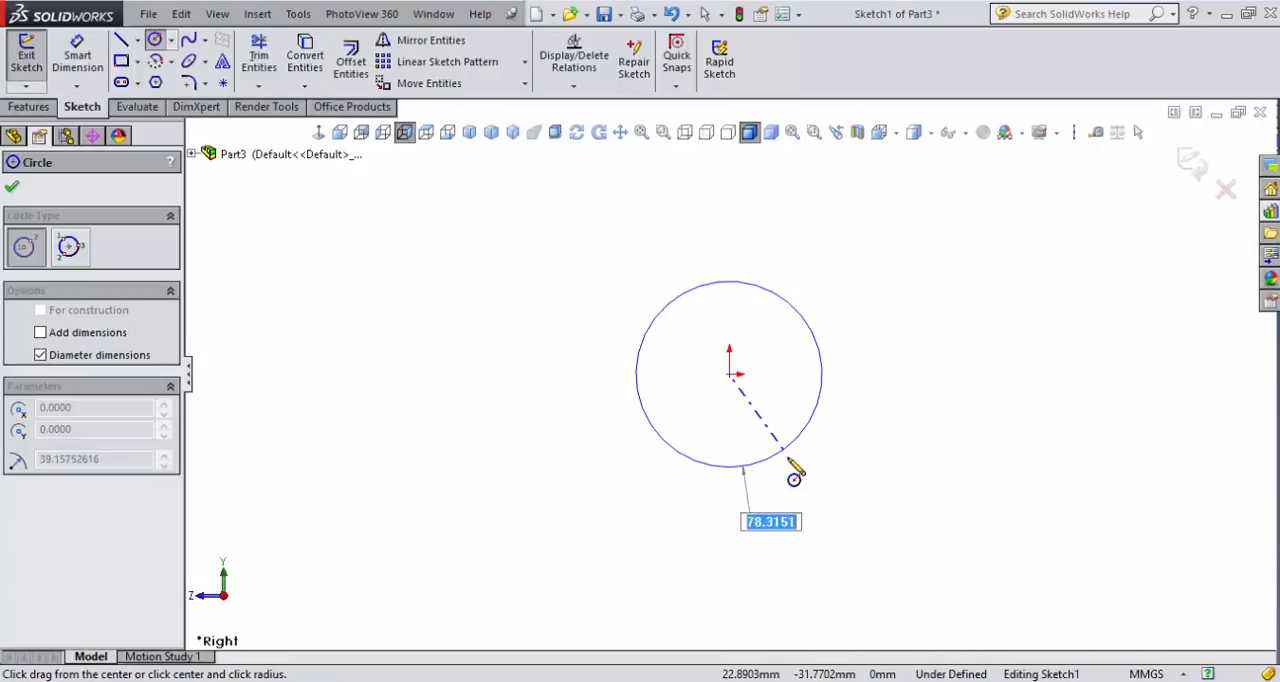 SOLIDWORKS File Edit View Insert Tools PhotoView 360 Window Help Sketch1 of Part3 * Search SolidWorks Help
Exit Sketch
Smart Dimension
Trim Entities
Convert Entities
Offset Entities
Mirror Entities
Linear Sketch Pattern
Move Entities
Display/Delete Relations
Repair Sketch
Quick Snaps
Rapid Sketch
Features Sketch Evaluate DimXpert Render Tools Office Products
Part3 (Default<<Default>_...
Circle ?
Circle Type
Options
For construction
Add dimensions
Diameter dimensions
Parameters
0.0000
0.0000
39.15752616
78.3151
Y
Z
*Right
Model Motion Study 1
Click drag from the center or click center and click radius. 22.8903mm -31.7702mm 0mm Under Defined Editing Sketch1 MMGS